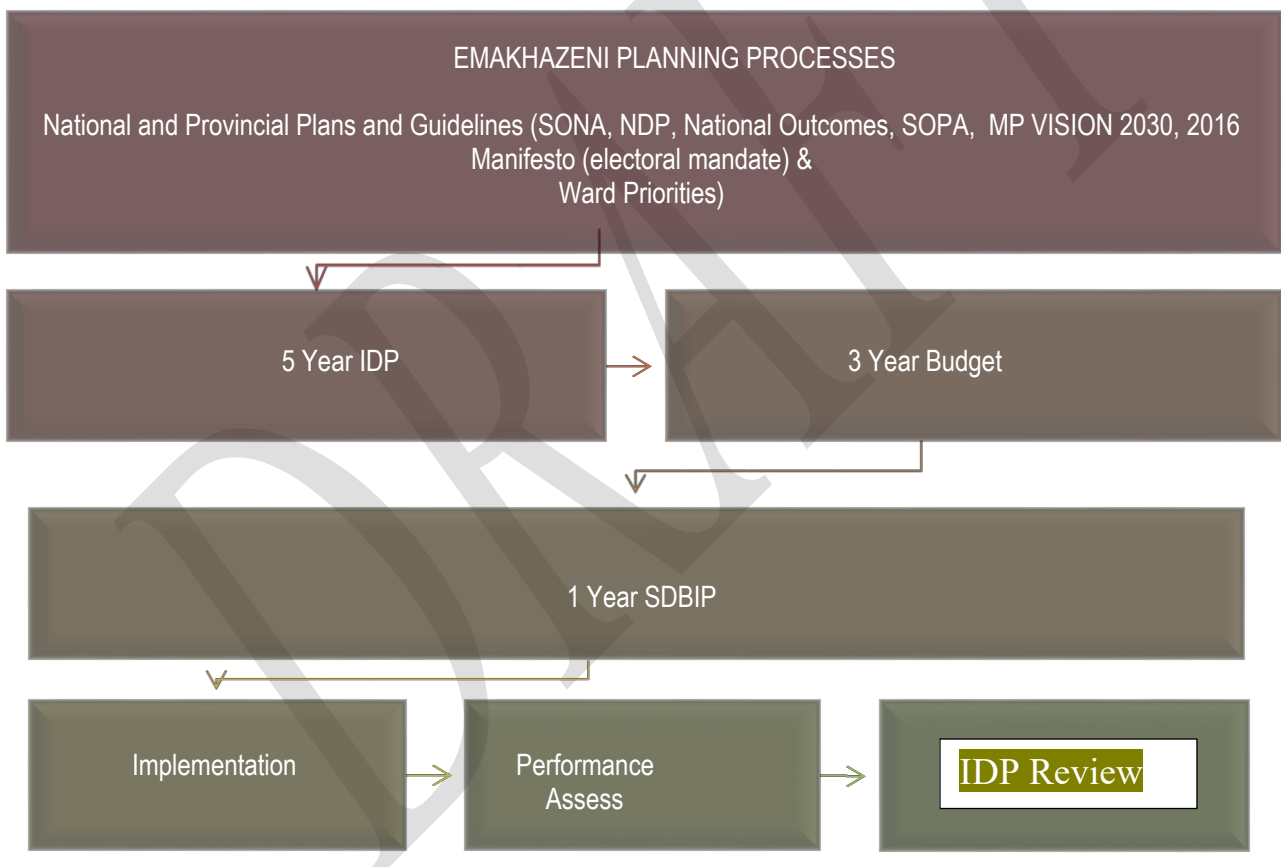 EMAKHAZENI PLANNING PROCESSES
National and Provincial Plans and Guidelines (SONA, NDP, National Outcomes, SOPA, MP VISION 2030, 2016
Manifesto (electoral mandate) &
Ward Priorities)
5 Year IDP
3 Year Budget
1 Year SDBIP
Implementation
Performance
Assess
IDP Review
DRAFT